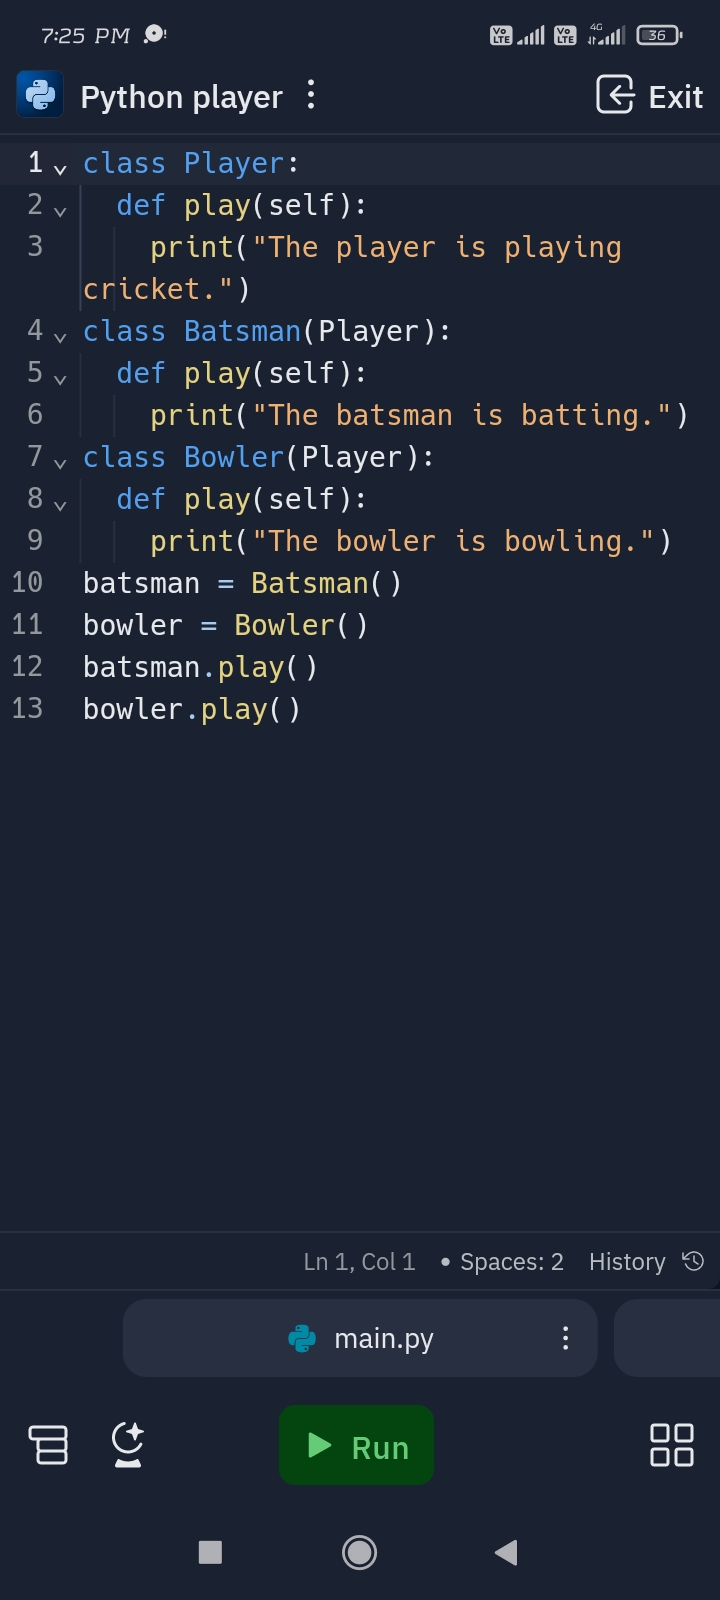 7:25 PM
Vo LTE Vo LTE 4G 36
Python player Exit
1 class Player:
2 def play(self):
3 print("The player is playing
cricket.")
4 class Batsman(Player):
5 def play(self):
6 print("The batsman is batting.")
7 class Bowler(Player):
8 def play(self):
9 print("The bowler is bowling.")
10 batsman = Batsman()
11 bowler = Bowler()
12 batsman.play()
13 bowler.play()
Ln 1, Col 1 • Spaces: 2 History
main.py
Run